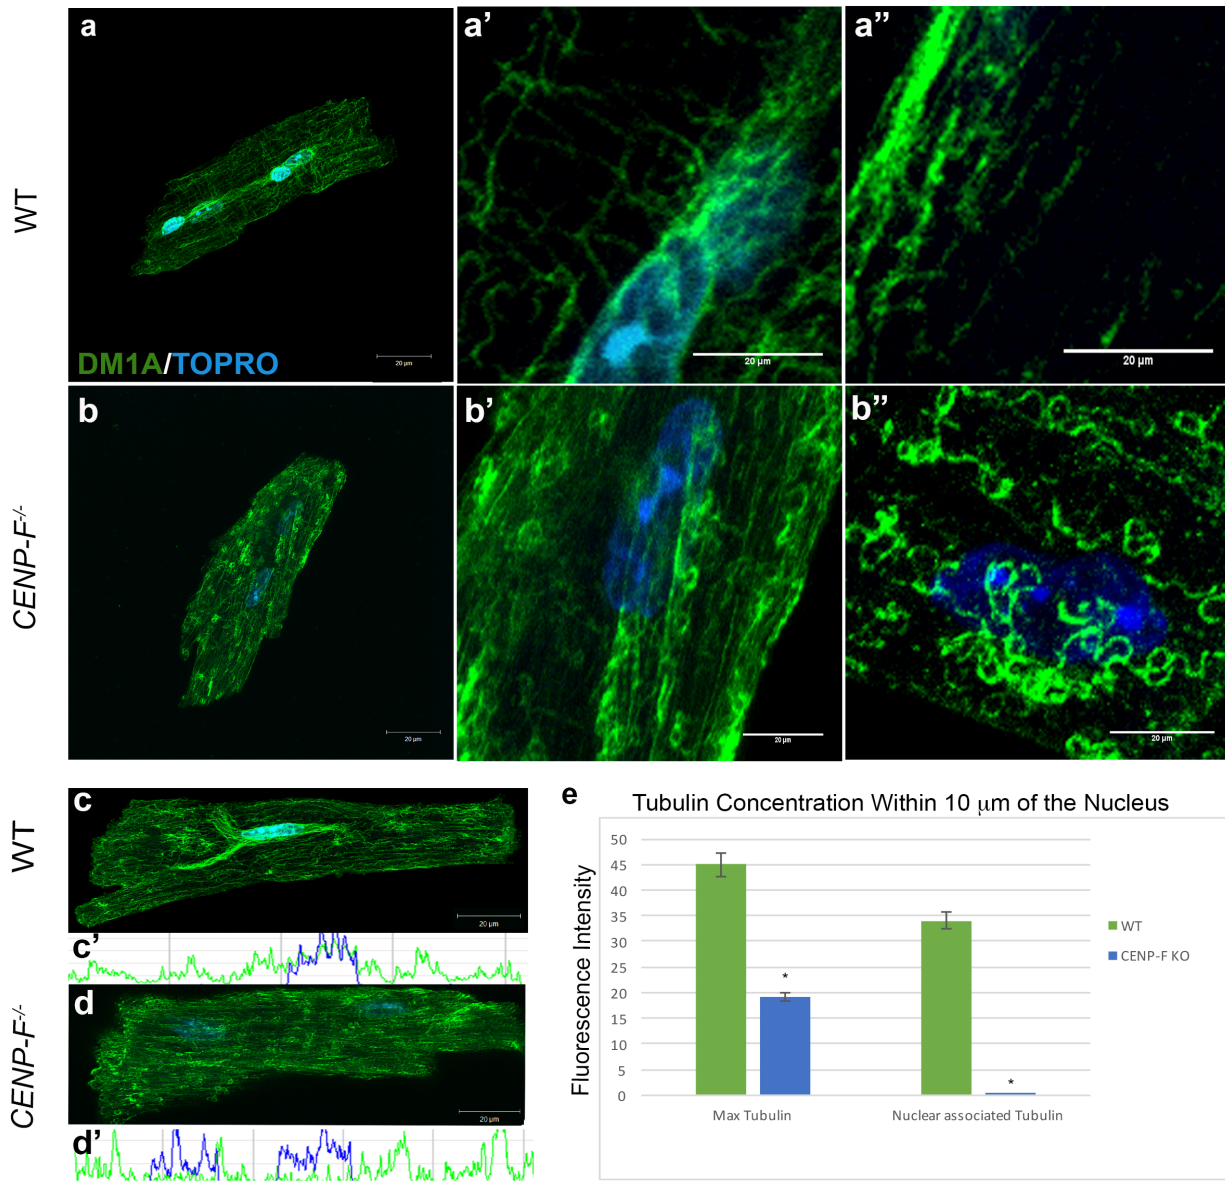 a
a’
a”
WT
DM1A/TOPRO
20 µm
20 µm
20 µm
b
b’
b”
CENP-F-/-
20 µm
20 µm
20 µm
c
WT
20 µm
c’
d
CENP-F-/-
20 µm
d’
e
Tubulin Concentration Within 10 µm of the Nucleus
Fluorescence Intensity
50
45
40
35
30
25
20
15
10
5
0
*
*
Max Tubulin
Nuclear associated Tubulin
WT
CENP-F KO